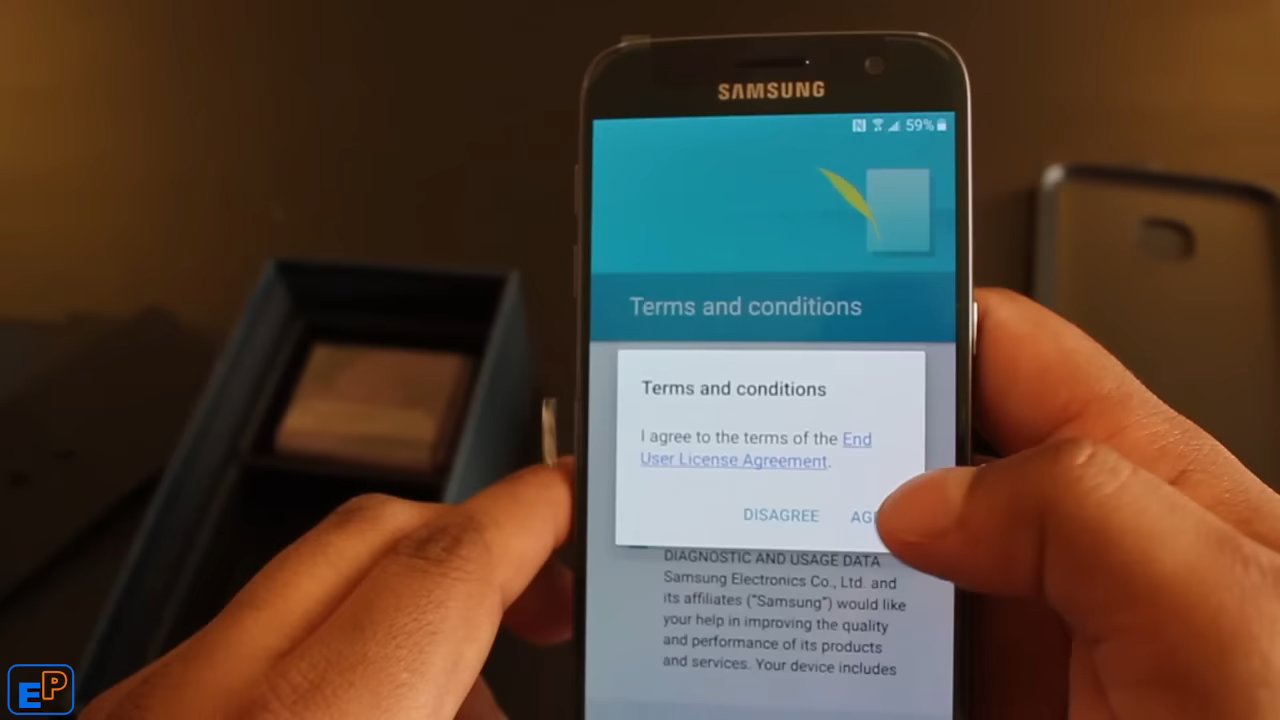 SAMSUNG
N 59%
Terms and conditions
Terms and conditions
I agree to the terms of the End
User License Agreement.
DISAGREE
DIAGNOSTIC AND USAGE DATA
Samsung Electronics Co., Ltd. and
its affiliates (“Samsung”) would like
your help in improving the quality
and performance of its products
and services. Your device includes
EP